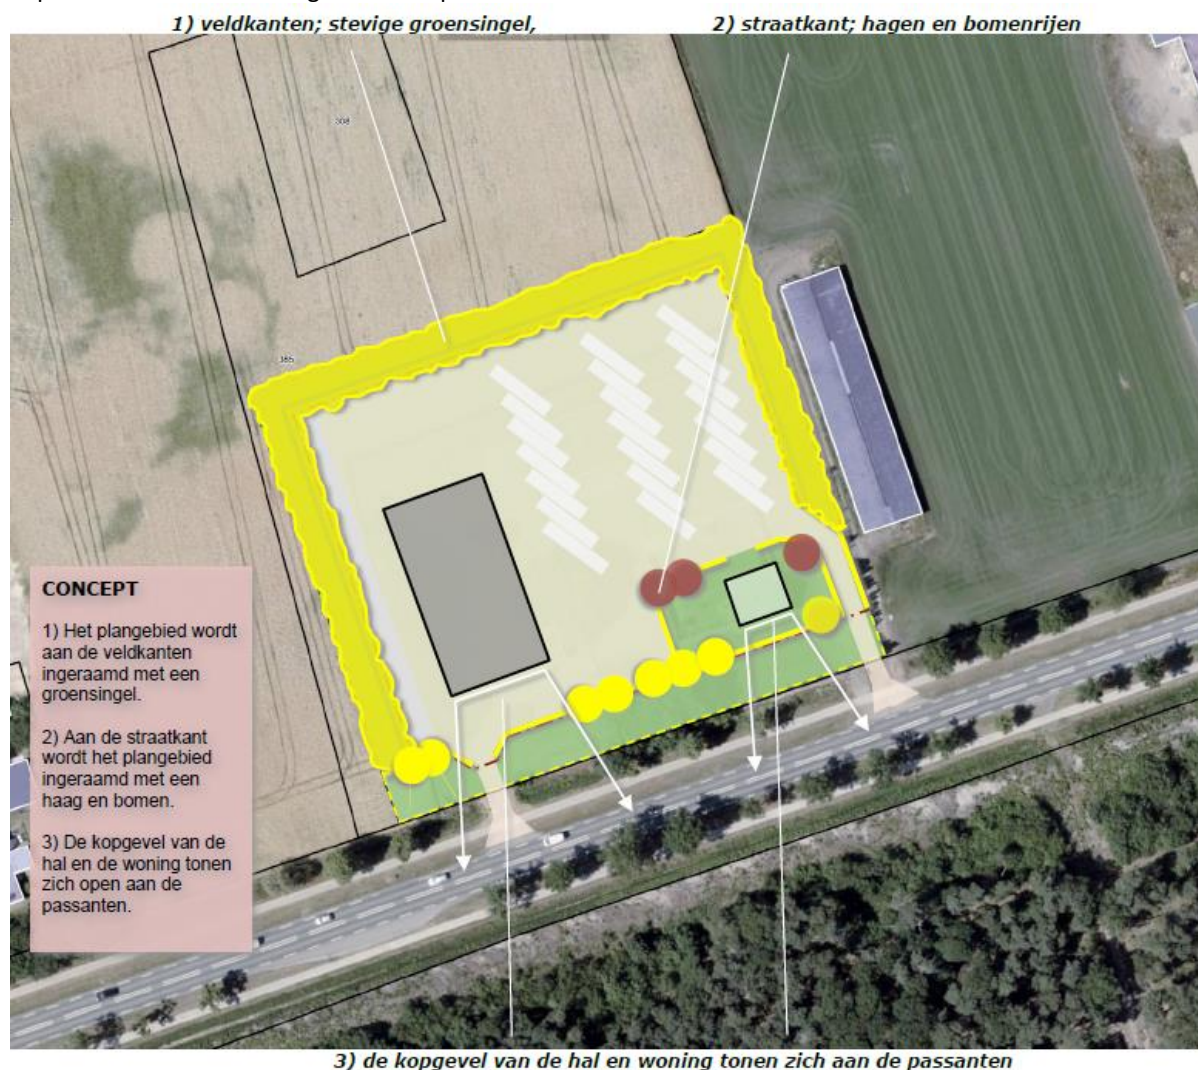 1) veldkanten; stevige groensingel,
2) straatkant; hagen en bomenrijen
308
365
CONCEPT
1) Het plangebied wordt
aan de veldkanten
ingeraamd met een
groensingel.
2) Aan de straatkant
wordt het plangebied
ingeraamd met een
haag en bomen.
3) De kopgevel van de
hal en de woning tonen
zich open aan de
passanten.
3) de kopgevel van de hal en woning tonen zich aan de passanten